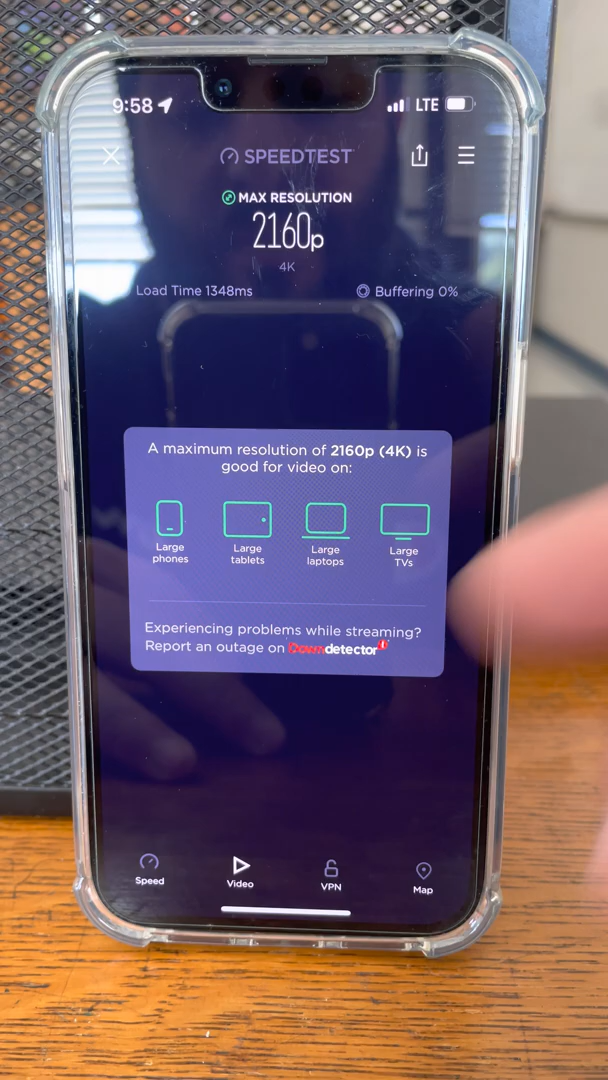 9:58 LTE
SPEEDTEST
MAX RESOLUTION
2160p
4K
Load Time 1348ms Buffering 0%
A maximum resolution of 2160p (4K) is
good for video on:
Large phones
Large tablets
Large laptops
Large TVs
Experiencing problems while streaming?
Report an outage on Downdetector
Speed Video VPN Map